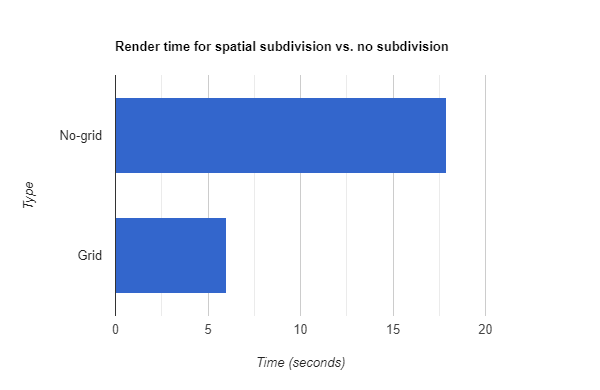 Render time for spatial subdivision vs. no subdivision
No-grid
Type
Grid
0 5 10 15 20
Time (seconds)